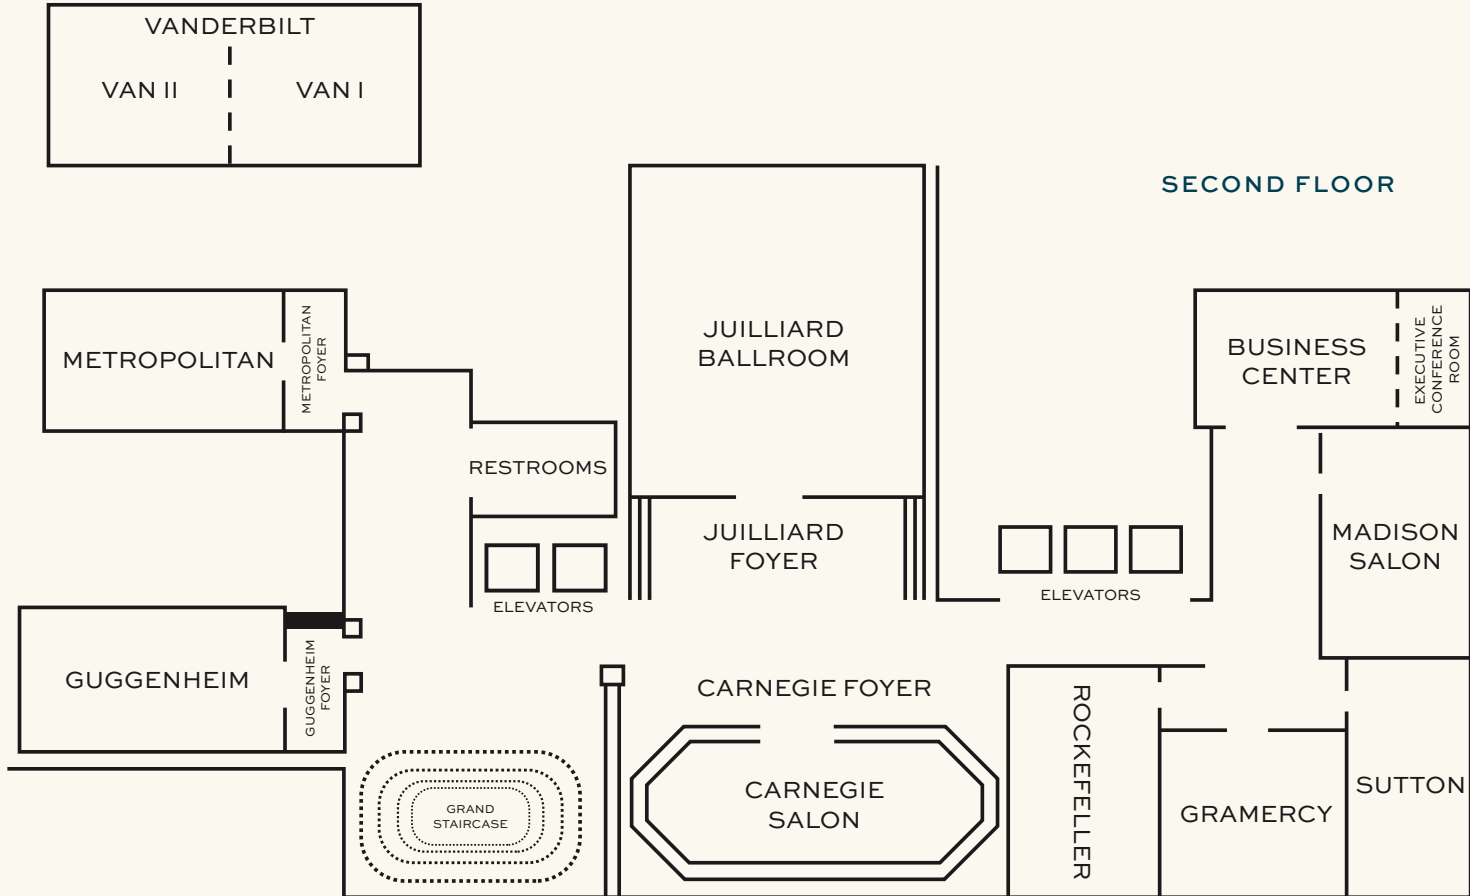 VANDERBILT
VAN II
VAN I
SECOND FLOOR
METROPOLITAN
METROPOLITAN
FOYER
JUILLIARD
BALLROOM
BUSINESS
CENTER
EXECUTIVE
CONFERENCE
ROOM
RESTROOMS
JUILLIARD
FOYER
MADISON
SALON
ELEVATORS
ELEVATORS
GUGGENHEIM
GUGGENHEIM
FOYER
CARNEGIE FOYER
ROCKEFELLER
GRAND
STAIRCASE
CARNEGIE
SALON
GRAMERCY
SUTTON